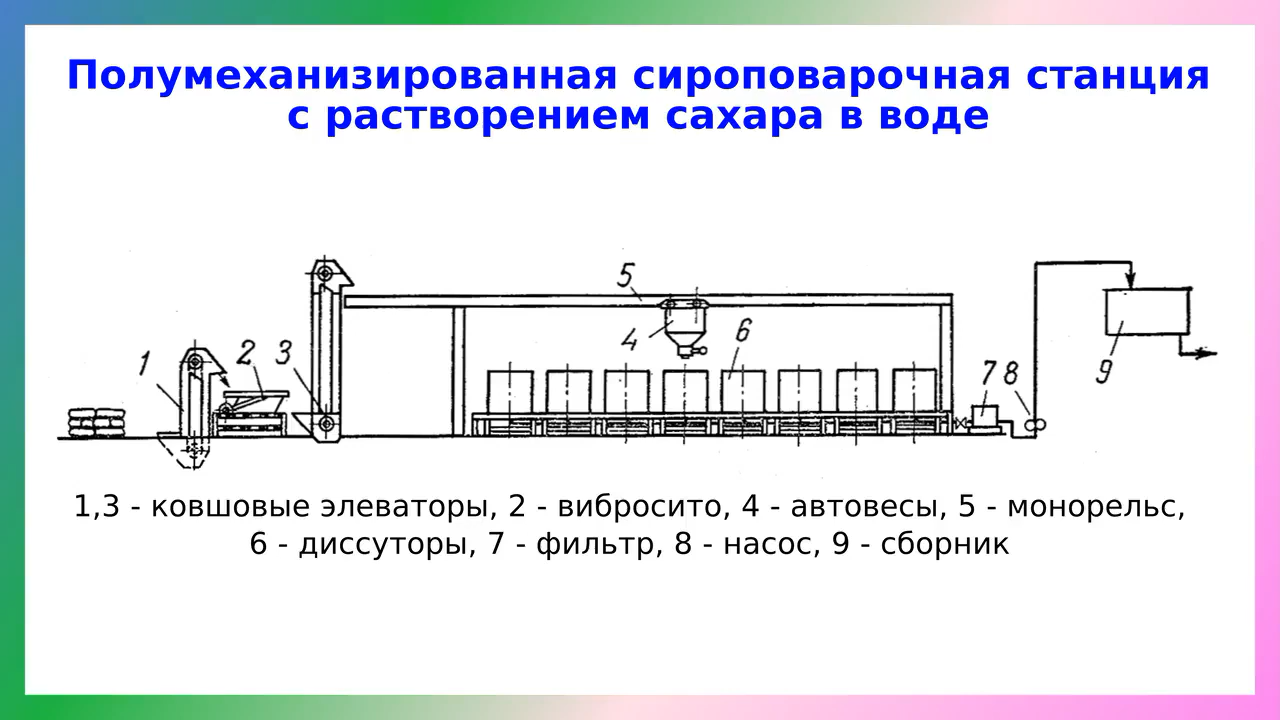 Полумеханизированная сироповарочная станция
с растворением сахара в воде
5
1
2
3
4
6
7
8
9
1,3 - ковшовые элеваторы, 2 - вибросито, 4 - автовесы, 5 - монорельс,
6 - диссуторы, 7 - фильтр, 8 - насос, 9 - сборник